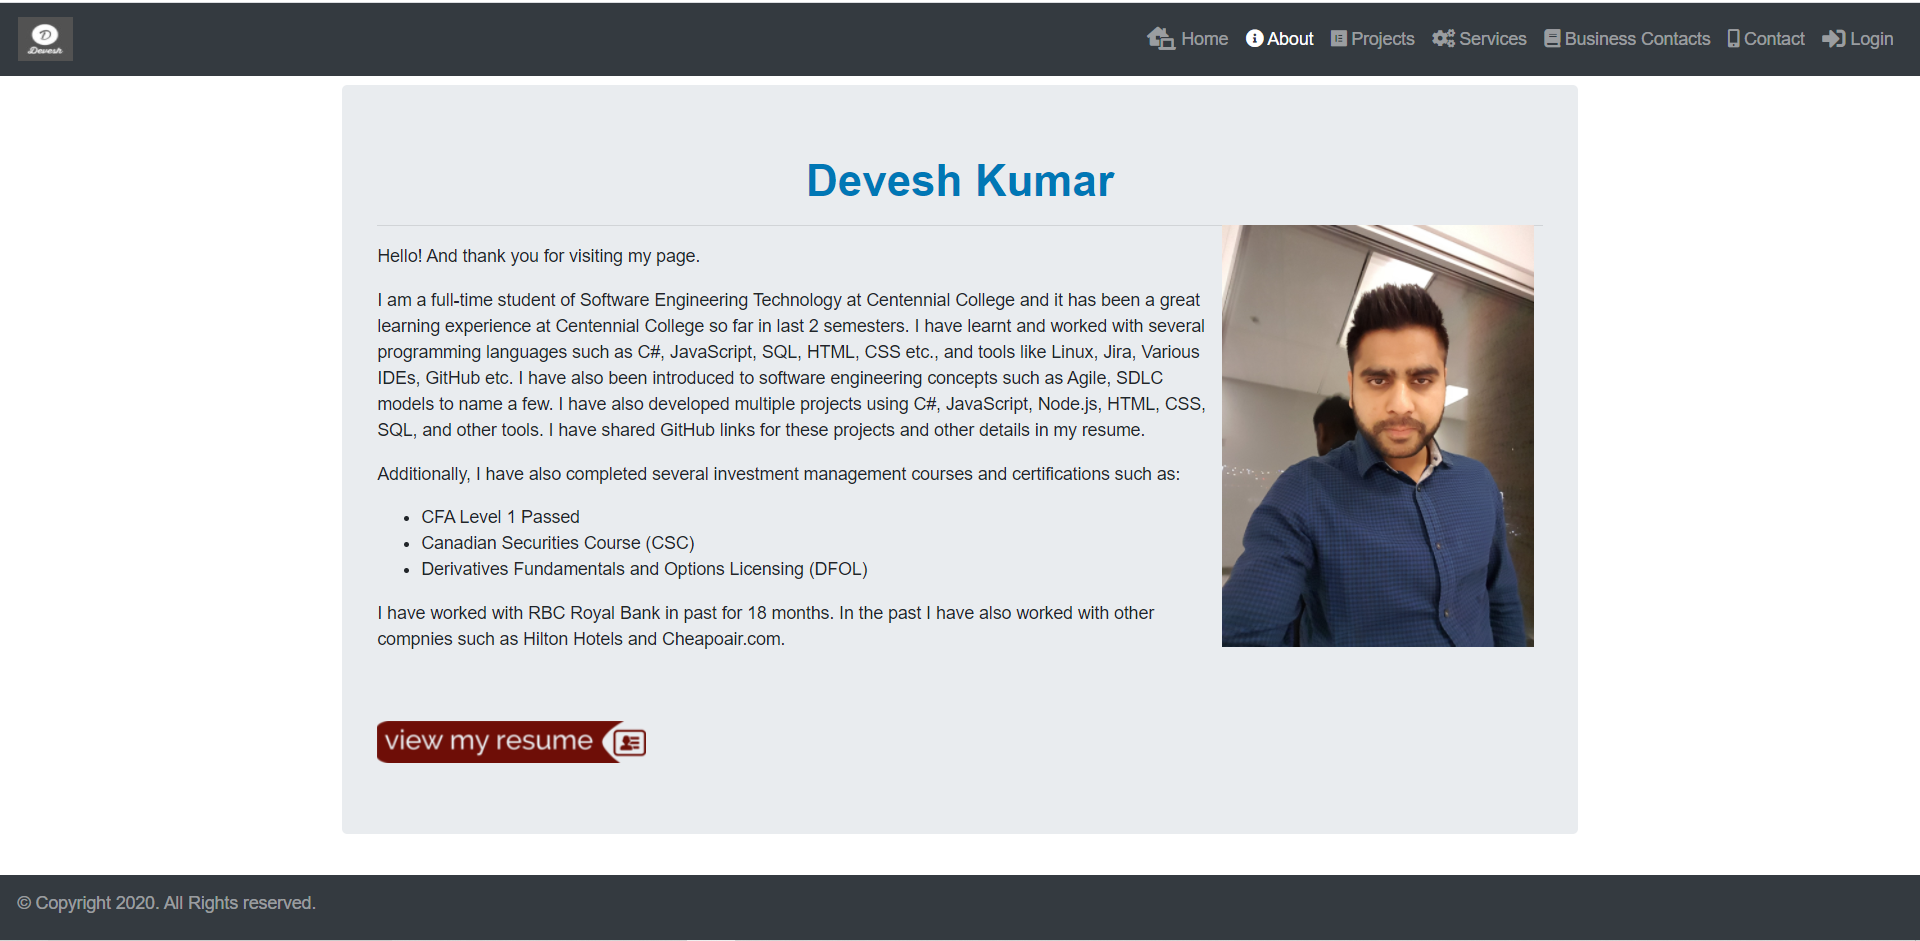 D
Devesh
Home About Projects Services Business Contacts Contact Login
Devesh Kumar
Hello! And thank you for visiting my page.
I am a full-time student of Software Engineering Technology at Centennial College and it has been a great
learning experience at Centennial College so far in last 2 semesters. I have learnt and worked with several
programming languages such as C#, JavaScript, SQL, HTML, CSS etc., and tools like Linux, Jira, Various
IDEs, GitHub etc. I have also been introduced to software engineering concepts such as Agile, SDLC
models to name a few. I have also developed multiple projects using C#, JavaScript, Node.js, HTML, CSS,
SQL, and other tools. I have shared GitHub links for these projects and other details in my resume.
Additionally, I have also completed several investment management courses and certifications such as:
• CFA Level 1 Passed
• Canadian Securities Course (CSC)
• Derivatives Fundamentals and Options Licensing (DFOL)
I have worked with RBC Royal Bank in past for 18 months. In the past I have also worked with other
compnies such as Hilton Hotels and Cheapoair.com.
view my resume
© Copyright 2020. All Rights reserved.